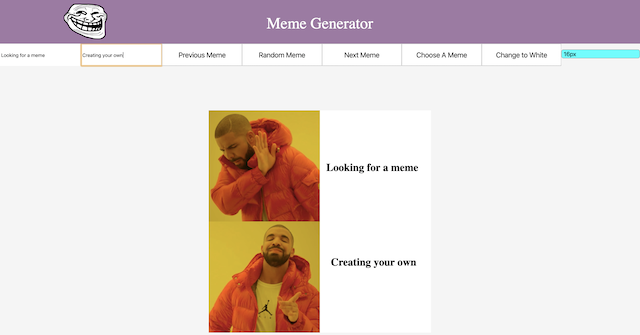 Meme Generator
Looking for a meme
Creating your own
Previous Meme
Random Meme
Next Meme
Choose A Meme
Change to White
16px
Looking for a meme
Creating your own